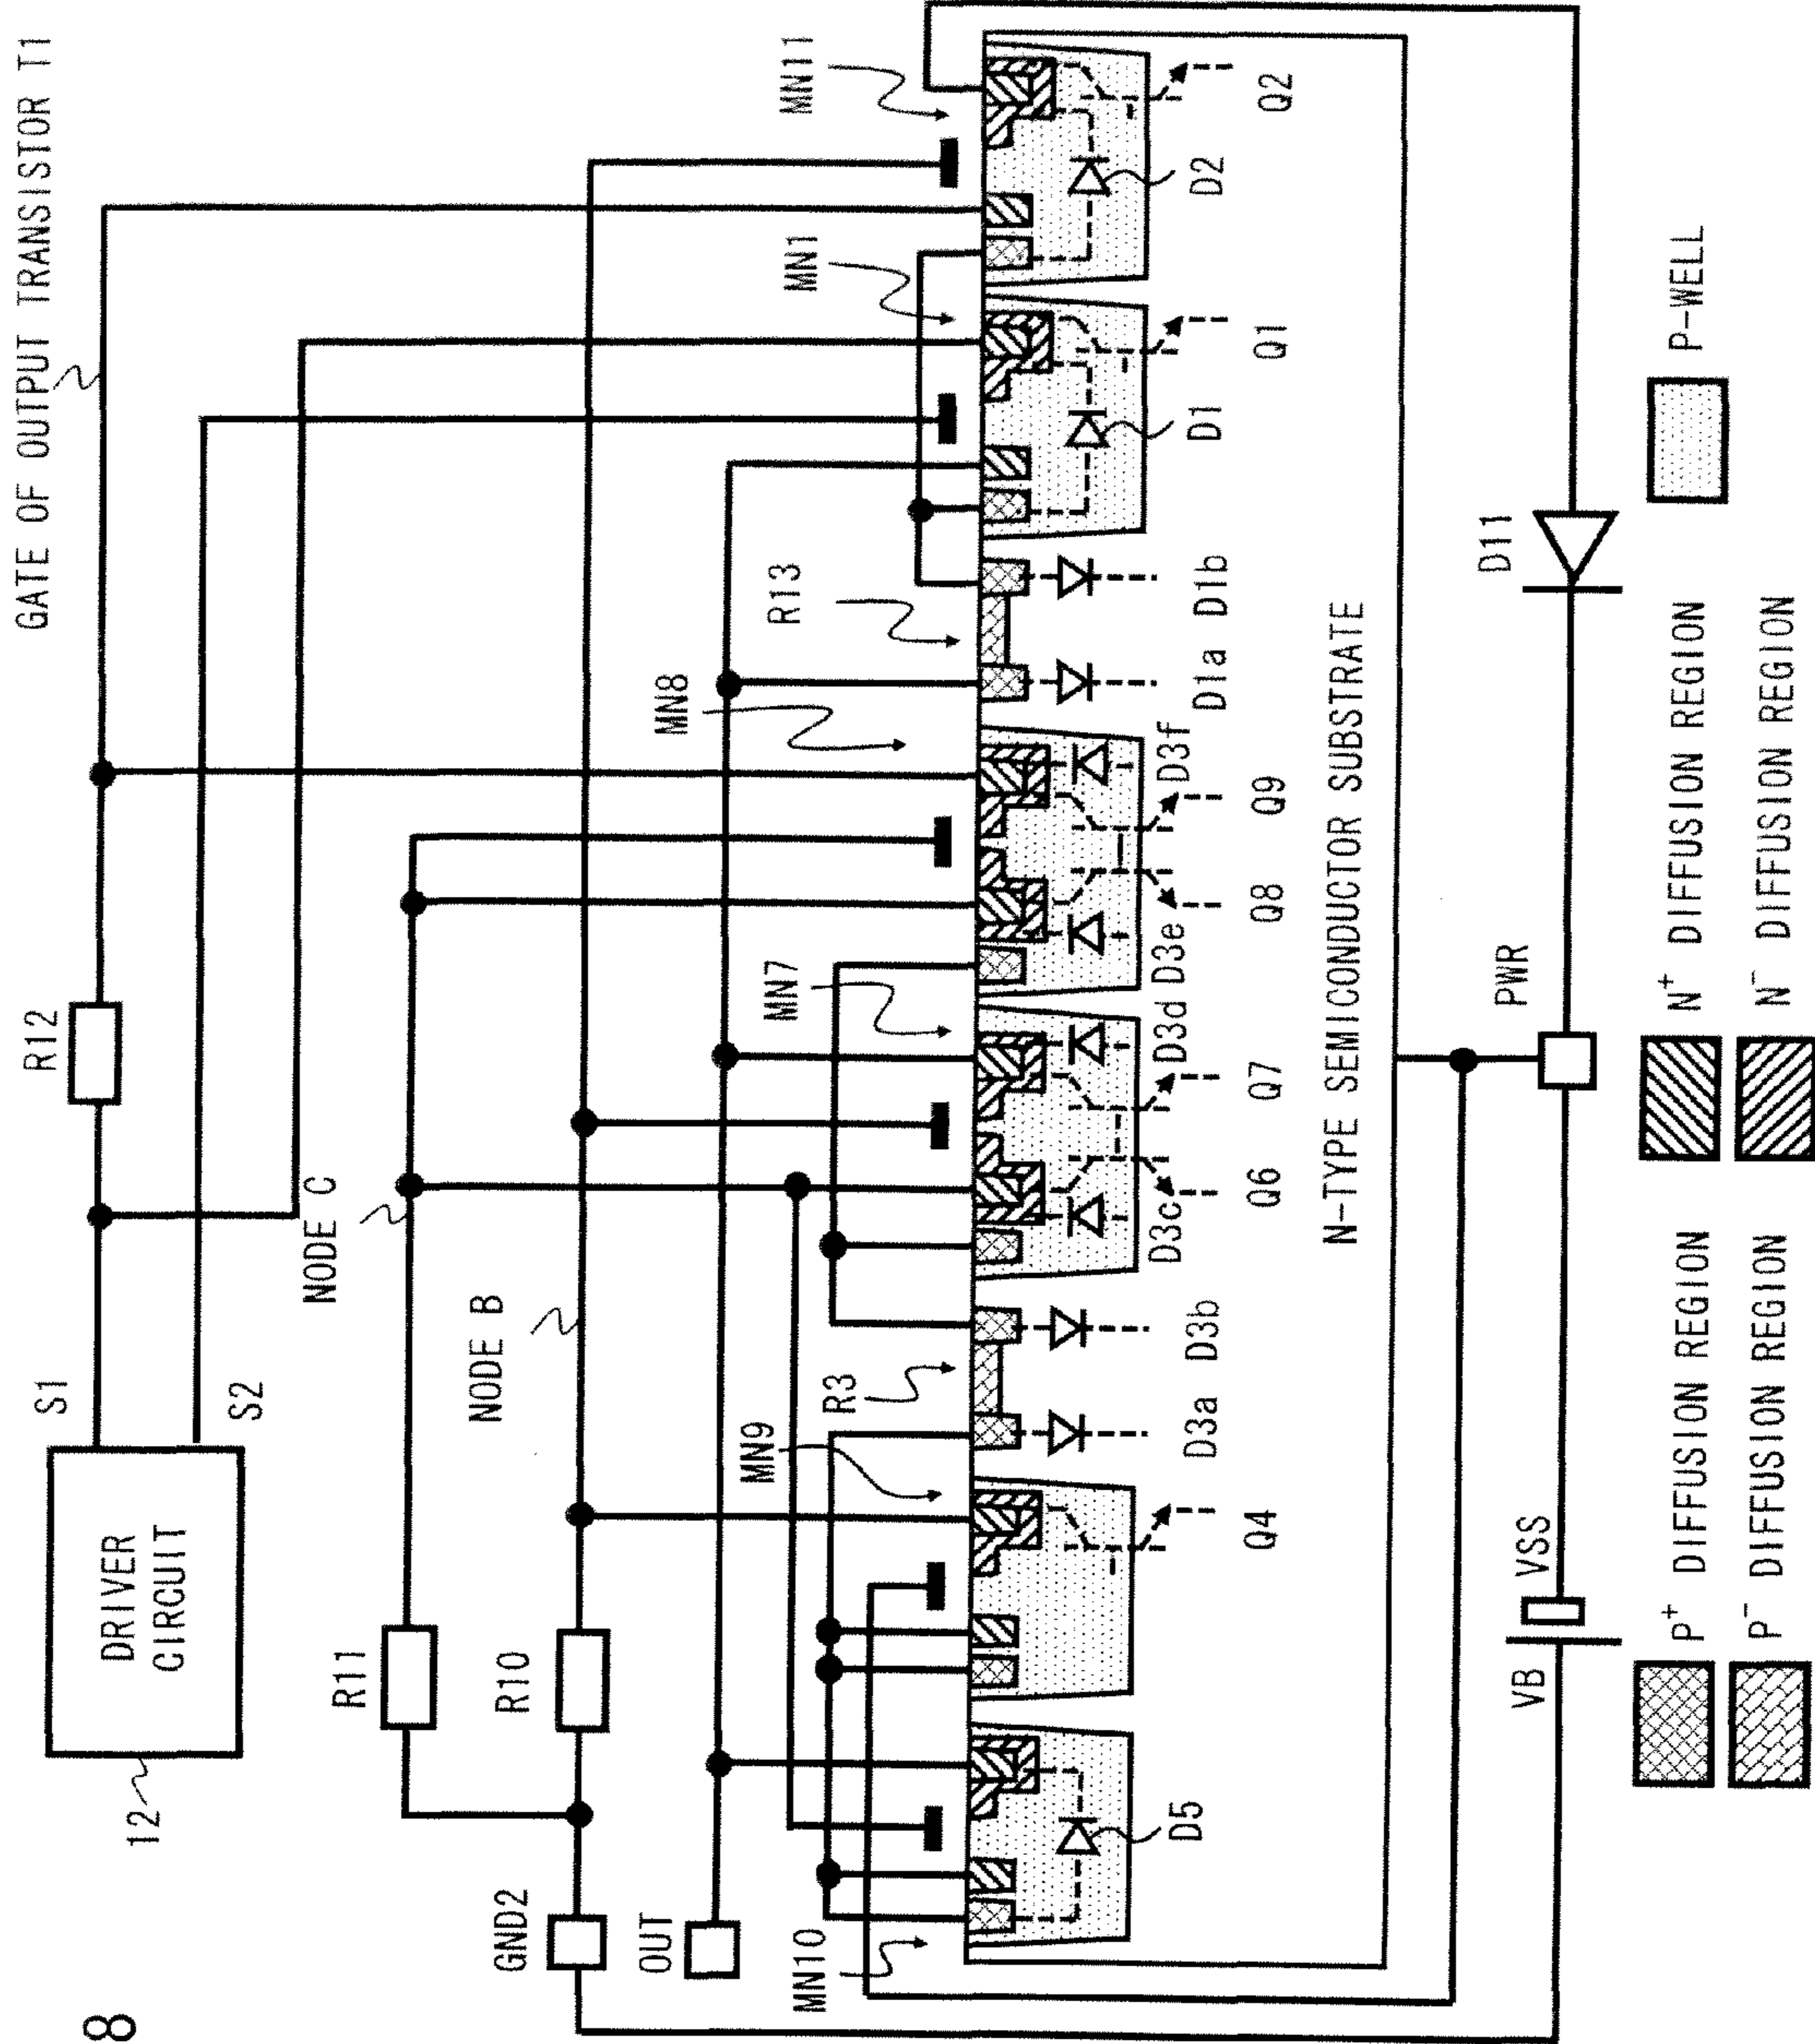 8
GATE OF OUTPUT TRANSISTOR T1
12
DRIVER
CIRCUIT
S1
S2
R12
NODE C
R11
NODE B
R10
GND2
OUT
MN10
MN9
R3
MN7
MN8
R13
MN1
MN11
D5
Q4
D3a
D3b
D3c
Q6
Q7
D3d
D3e
Q8
Q9
D3f
D1a
D1b
D1
Q1
D2
Q2
N-TYPE SEMICONDUCTOR SUBSTRATE
VB
VSS
PWR
D11
P+ DIFFUSION REGION
N+ DIFFUSION REGION
P-WELL
P- DIFFUSION REGION
N- DIFFUSION REGION